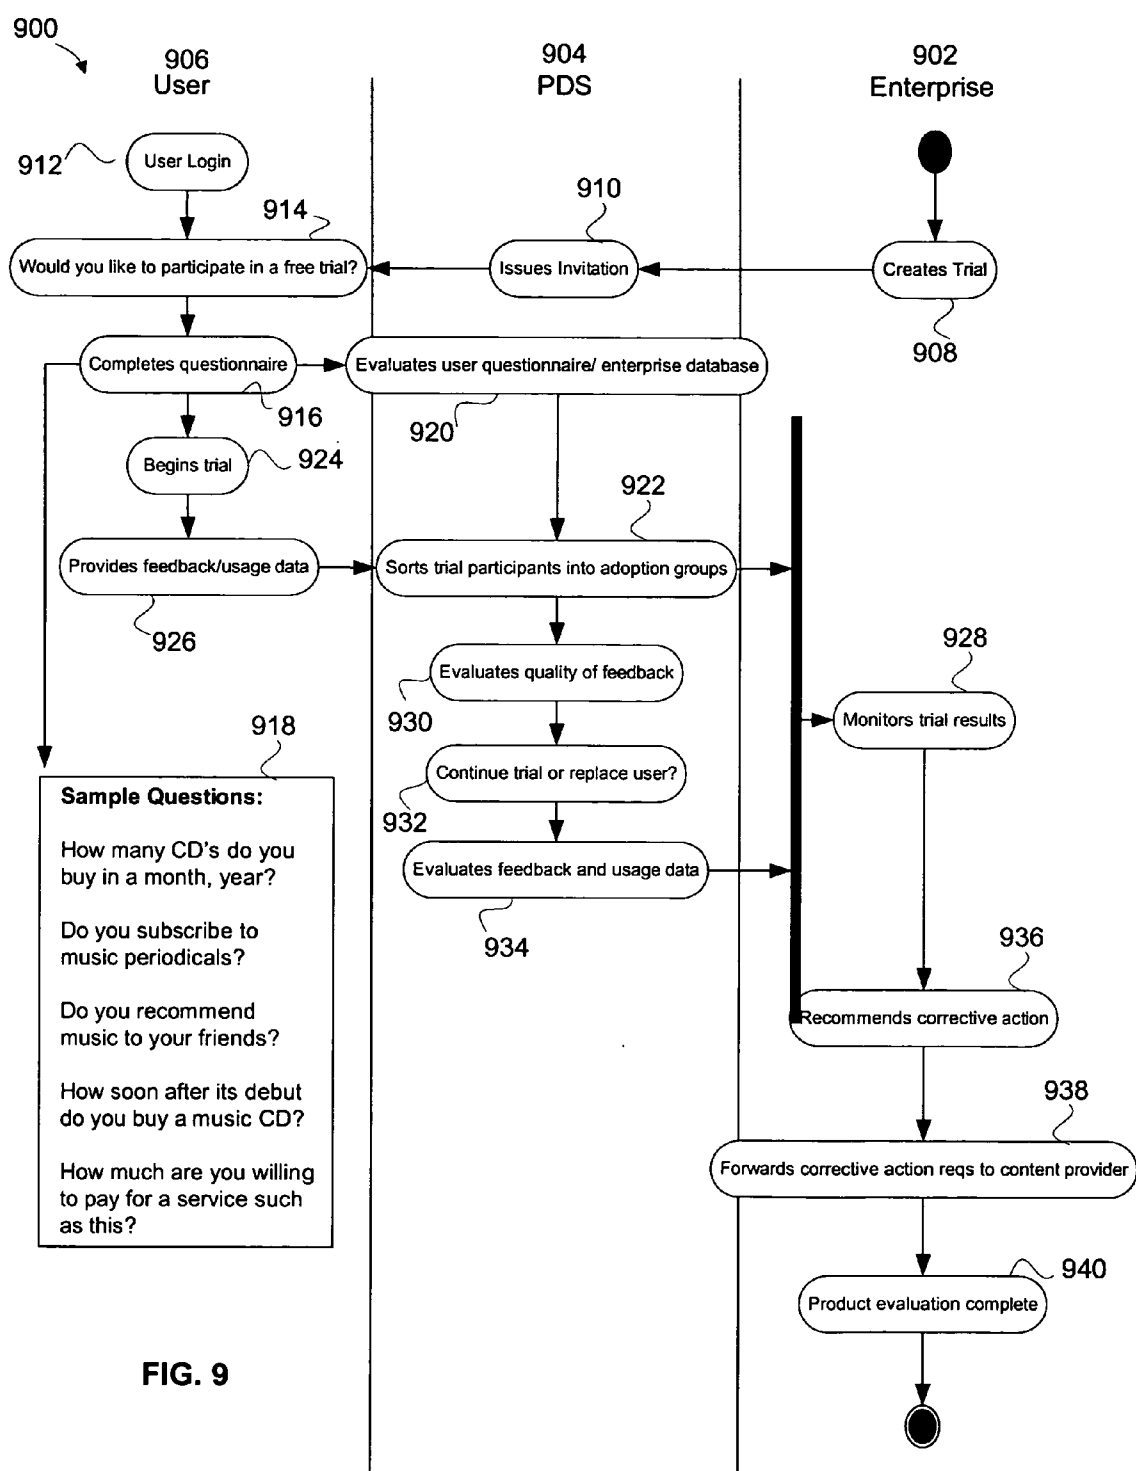 900
906
User
904
PDS
902
Enterprise
912
User Login
910
914
Would you like to participate in a free trial?
Issues Invitation
Creates Trial
908
Completes questionnaire
Evaluates user questionnaire/ enterprise database
916
920
Begins trial
924
922
Provides feedback/usage data
Sorts trial participants into adoption groups
926
928
Evaluates quality of feedback
930
Monitors trial results
918
Continue trial or replace user?
932
Sample Questions:
How many CD's do you
buy in a month, year?
Do you subscribe to
music periodicals?
Do you recommend
music to your friends?
How soon after its debut
do you buy a music CD?
How much are you willing
to pay for a service such
as this?
Evaluates feedback and usage data
934
936
Recommends corrective action
938
Forwards corrective action reqs to content provider
940
Product evaluation complete
FIG. 9